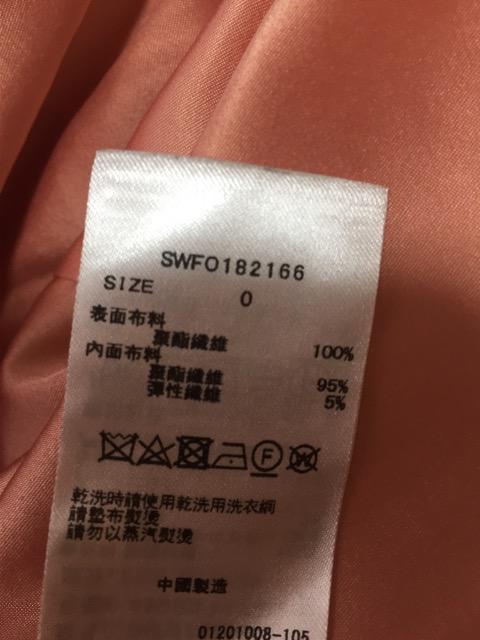 SWFO182166
SIZE 0
表面布料
聚酯纖維 100%
內面布料
聚酯纖維 95%
彈性纖維 5%
F
W
乾洗時請使用乾洗用洗衣網
請墊布熨燙
請勿以蒸汽熨燙
中國製造
01201008-105